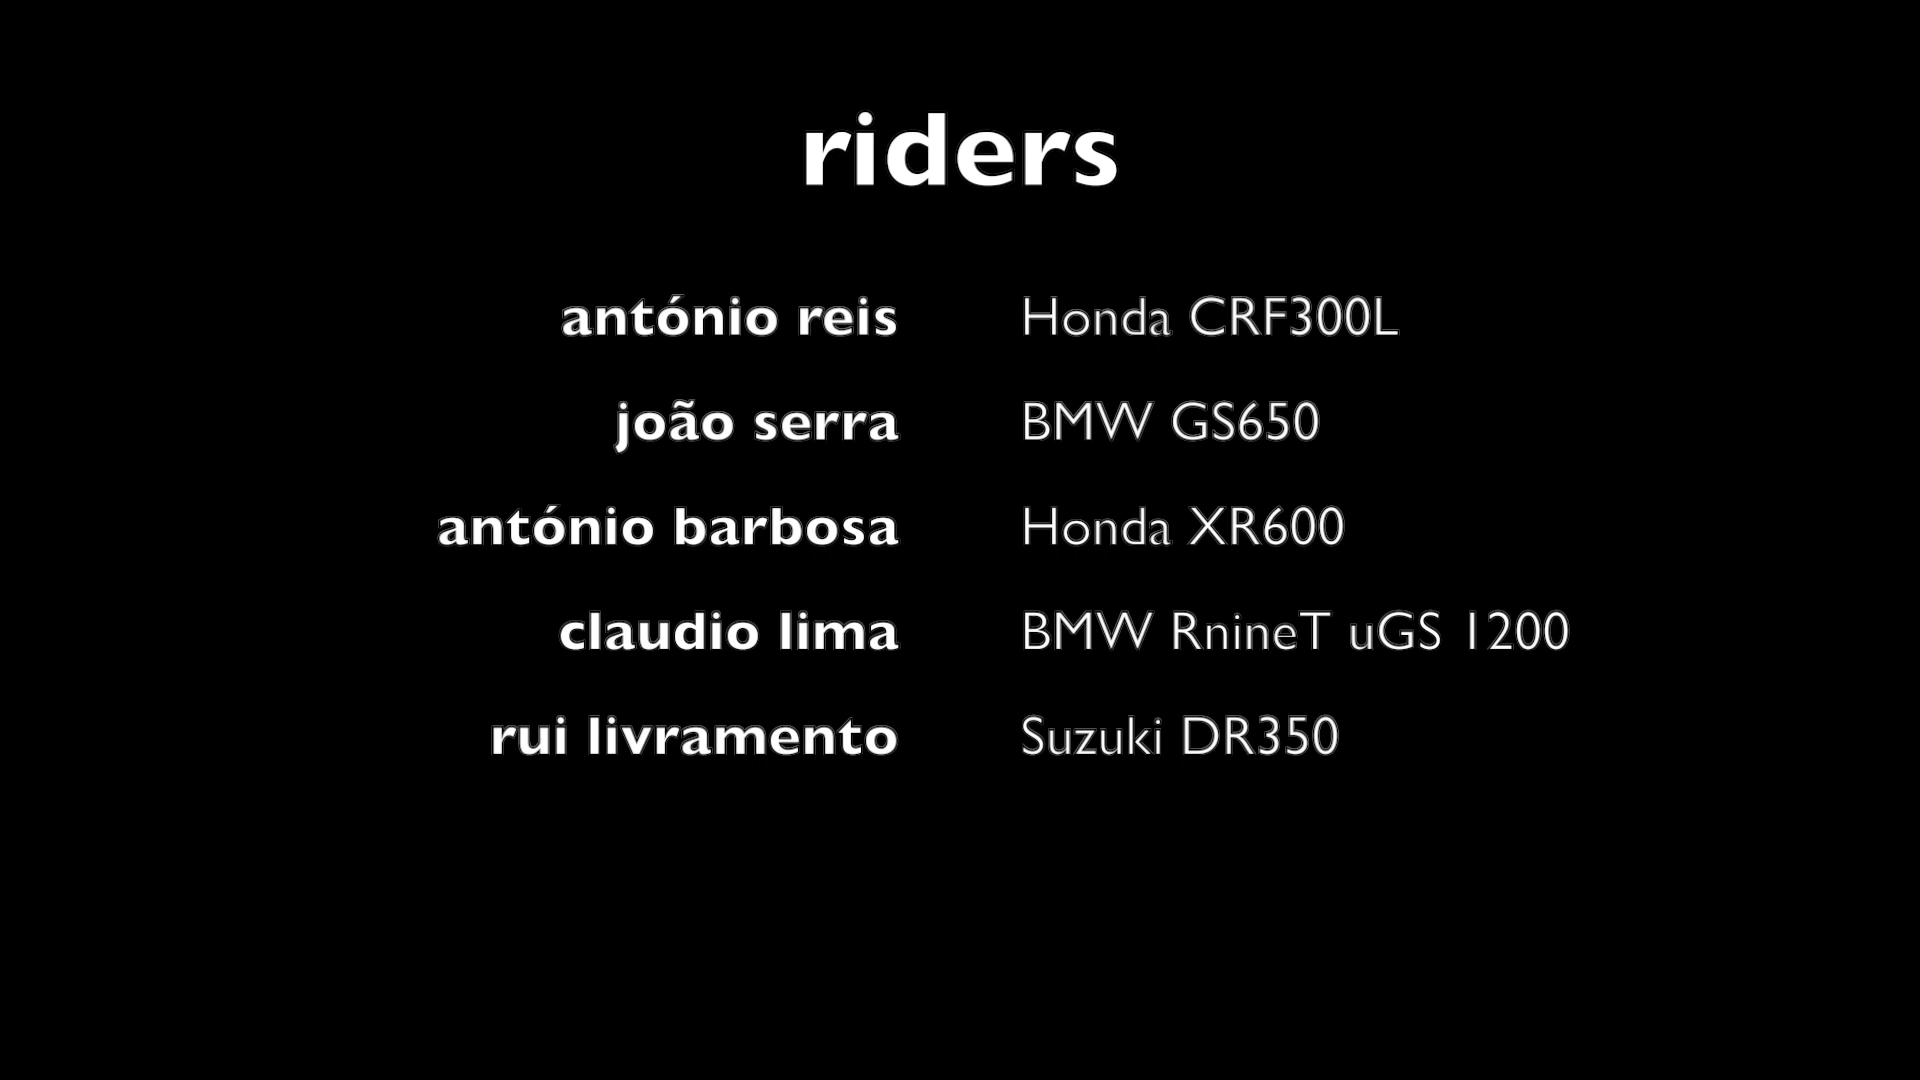 riders
antónio reis Honda CRF300L
joão serra BMW GS650
antónio barbosa Honda XR600
claudio lima BMW RnineT uGS 1200
rui livramento Suzuki DR350